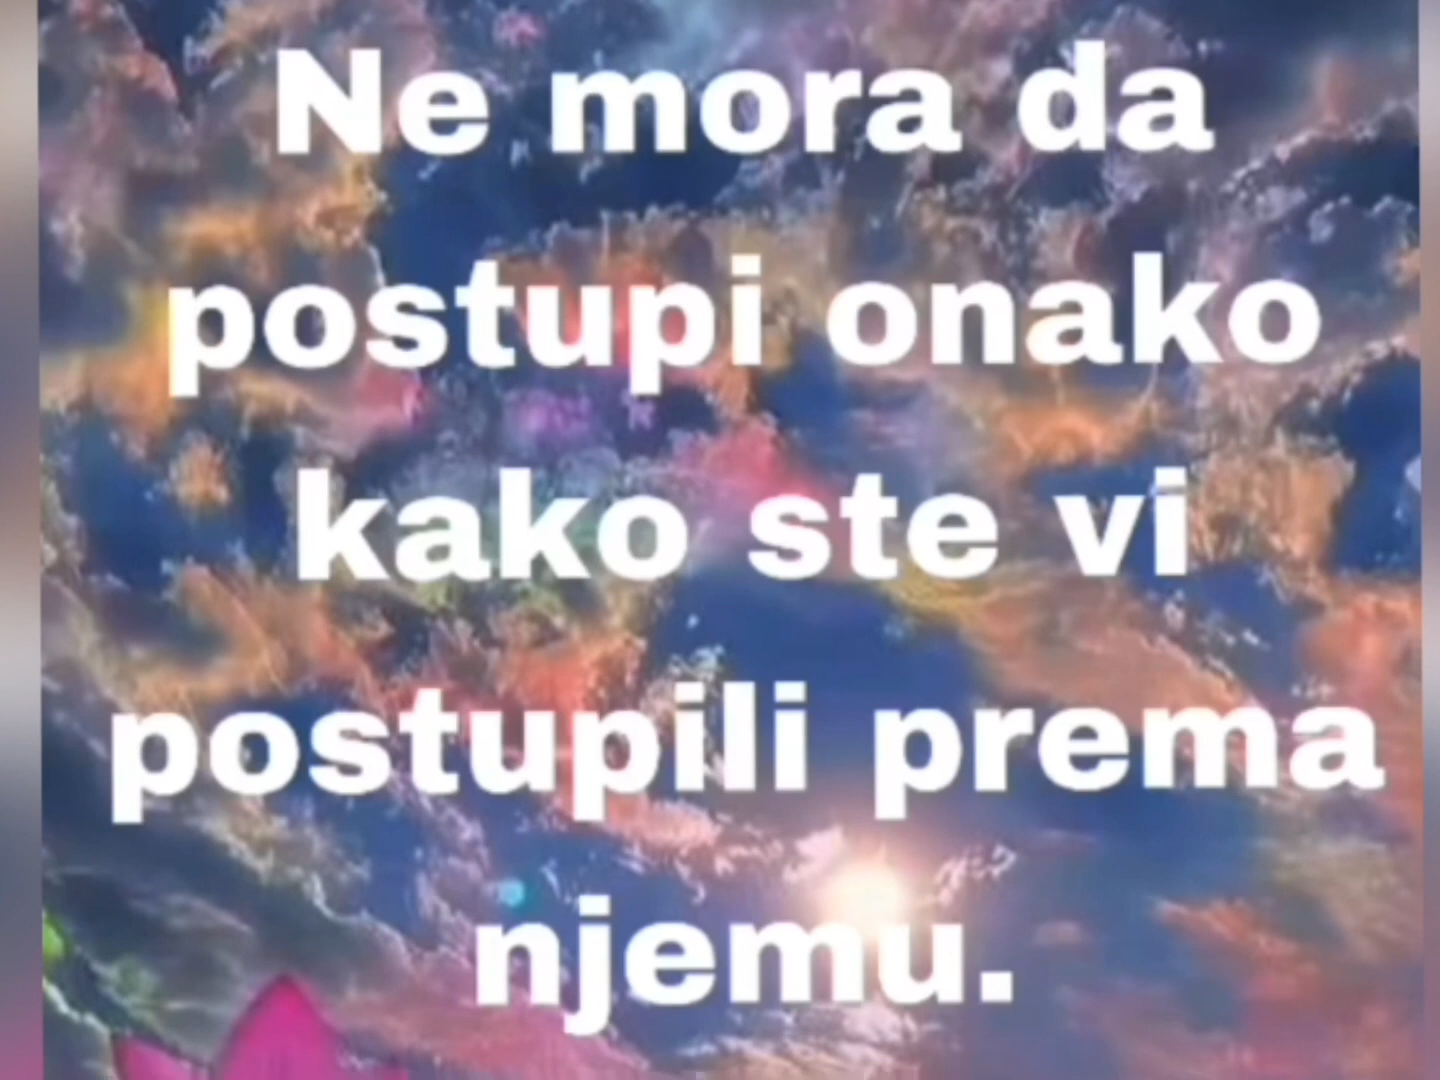 Ne mora da
postupi onako
kako ste vi
postupili prema
njemu.